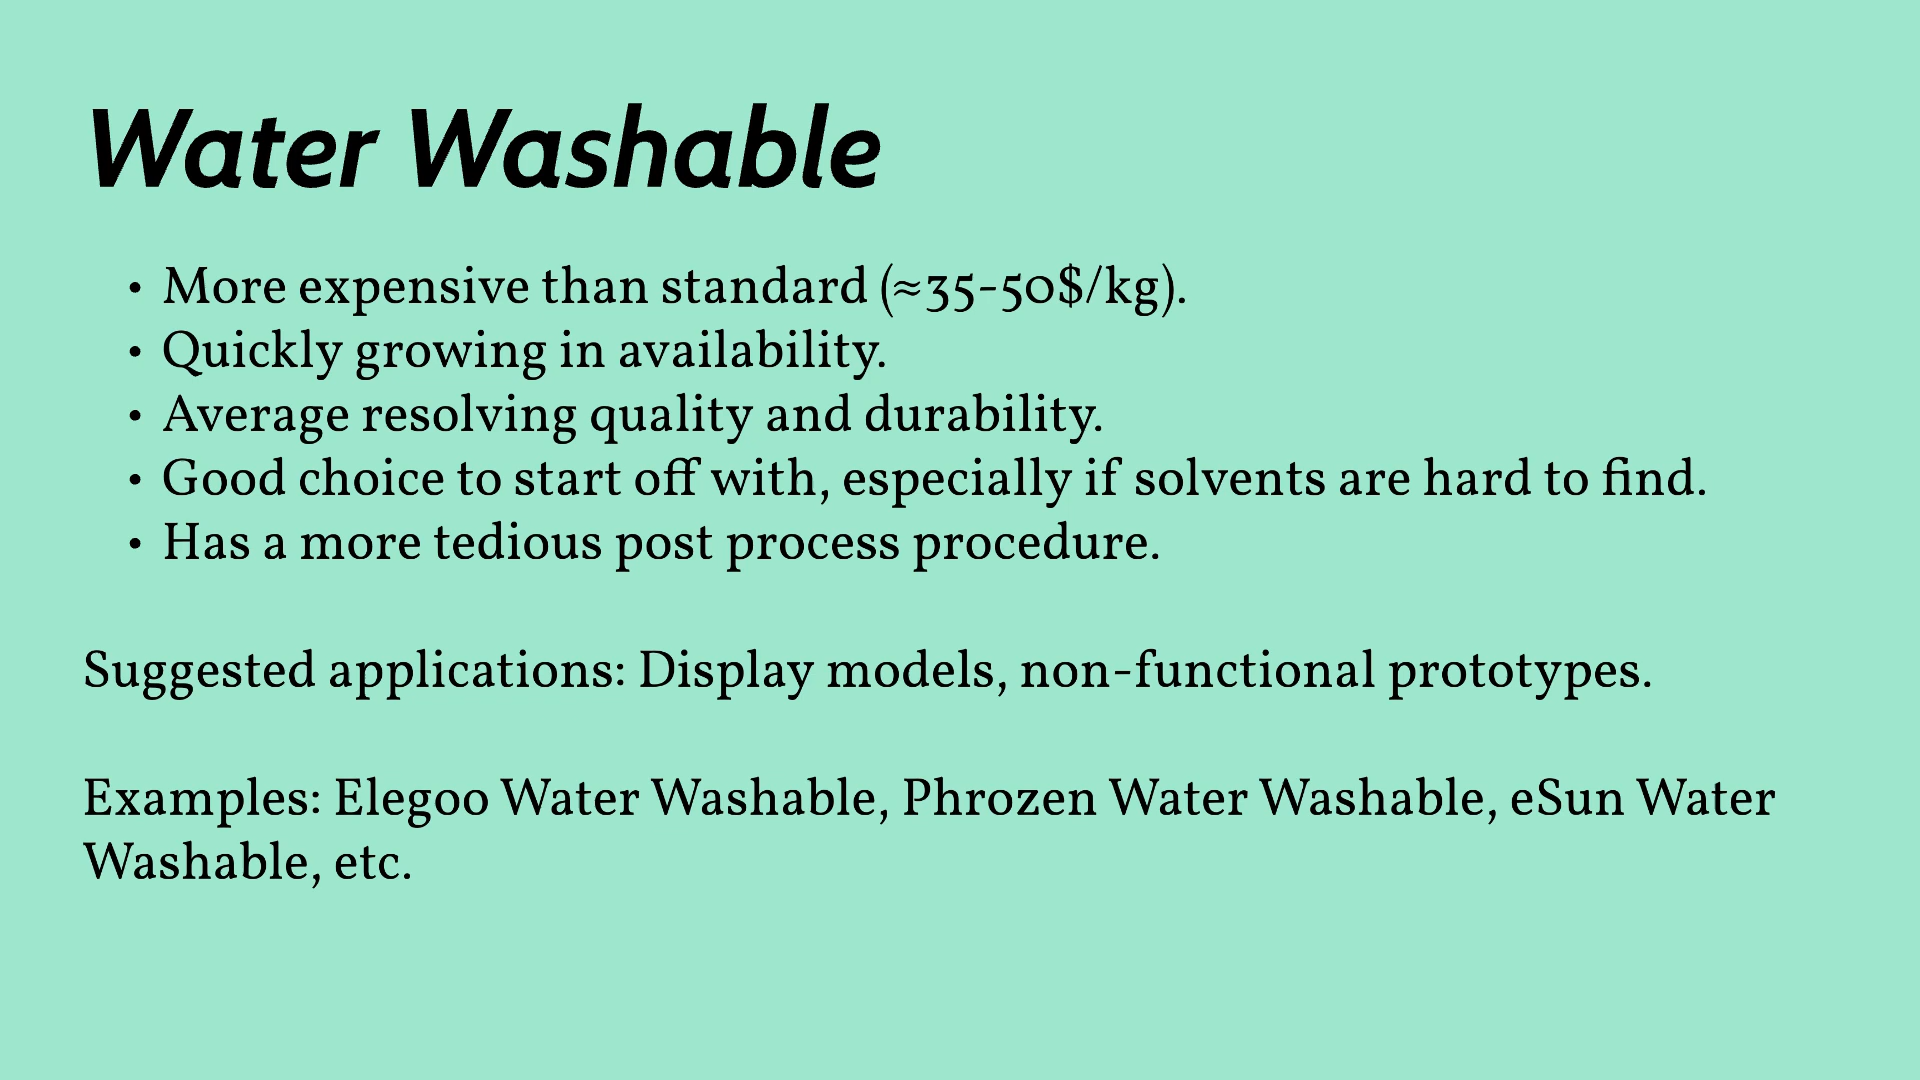 Water Washable
• More expensive than standard (≈35-50$/kg).
• Quickly growing in availability.
• Average resolving quality and durability.
• Good choice to start off with, especially if solvents are hard to find.
• Has a more tedious post process procedure.
Suggested applications: Display models, non-functional prototypes.
Examples: Elegoo Water Washable, Phrozen Water Washable, eSun Water
Washable, etc.